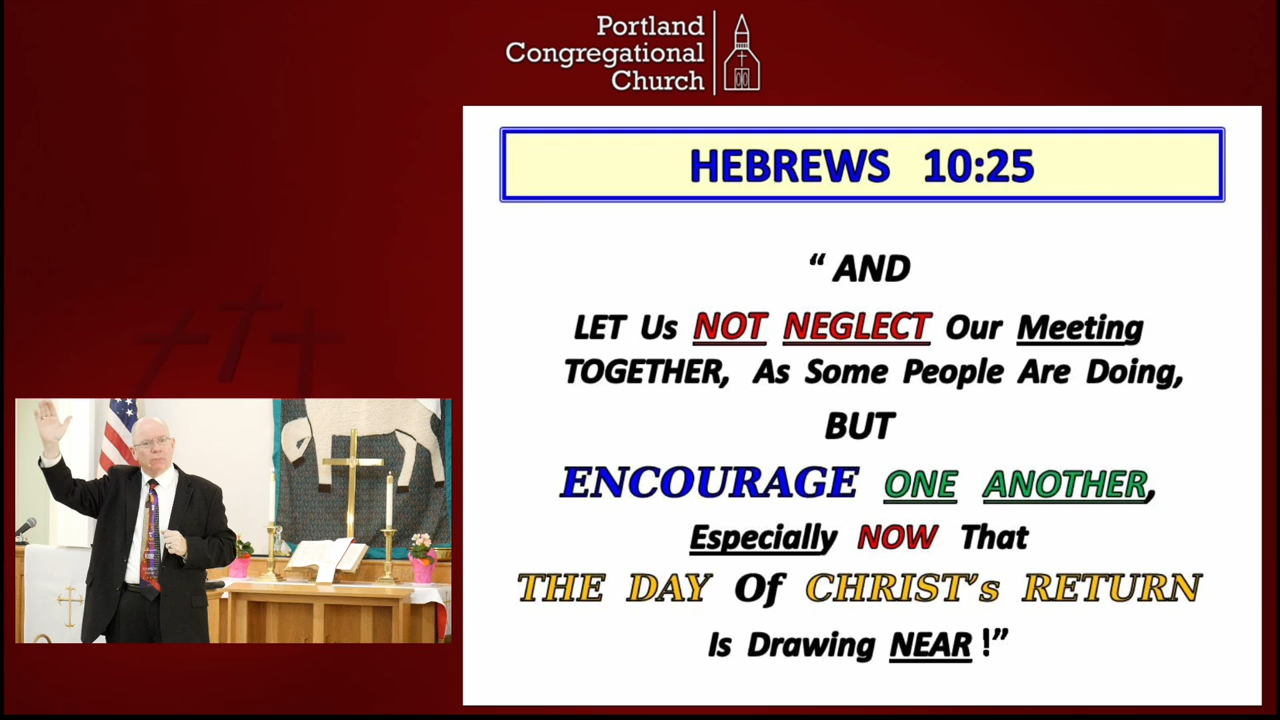 Portland
Congregational
Church
HEBREWS 10:25
“ AND
LET Us NOT NEGLECT Our Meeting
TOGETHER, As Some People Are Doing,
BUT
ENCOURAGE ONE ANOTHER,
Especially NOW That
THE DAY Of CHRIST’s RETURN
Is Drawing NEAR !”